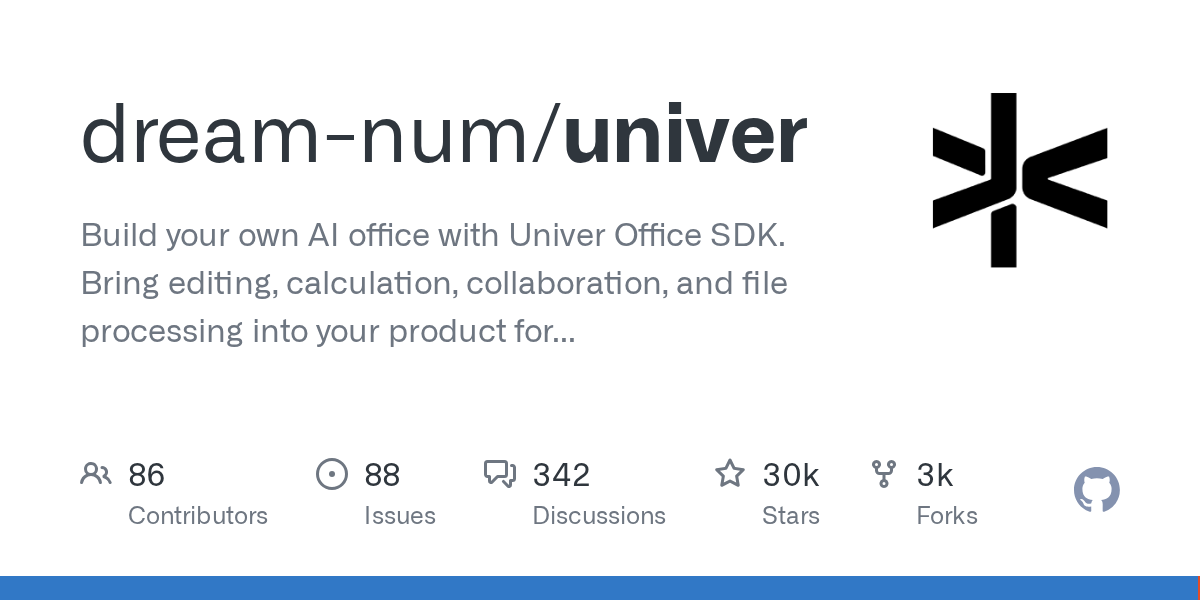 dream-num/univer
Build your own AI office with Univer Office SDK.
Bring editing, calculation, collaboration, and file
processing into your product for...
86
Contributors
88
Issues
342
Discussions
30k
Stars
3k
Forks